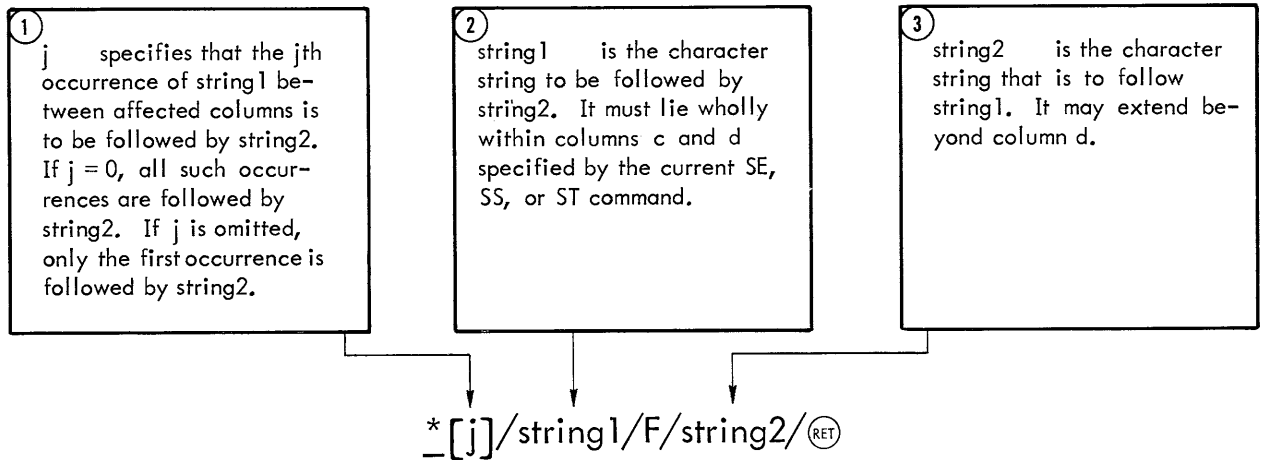 1
j specifies that the jth
occurrence of string1 be-
tween affected columns is
to be followed by string2.
If j = 0, all such occur-
rences are followed by
string2. If j is omitted,
only the first occurrence is
followed by string2.
2
string1 is the character
string to be followed by
string2. It must lie wholly
within columns c and d
specified by the current SE,
SS, or ST command.
3
string2 is the character
string that is to follow
string1. It may extend be-
yond column d.
*[j]/string1/F/string2/ RET